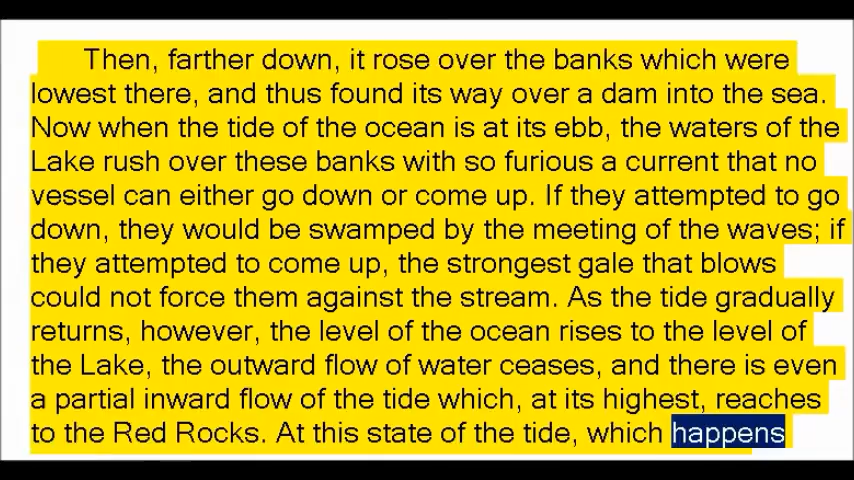 Then, farther down, it rose over the banks which were
lowest there, and thus found its way over a dam into the sea.
Now when the tide of the ocean is at its ebb, the waters of the
Lake rush over these banks with so furious a current that no
vessel can either go down or come up. If they attempted to go
down, they would be swamped by the meeting of the waves; if
they attempted to come up, the strongest gale that blows
could not force them against the stream. As the tide gradually
returns, however, the level of the ocean rises to the level of
the Lake, the outward flow of water ceases, and there is even
a partial inward flow of the tide which, at its highest, reaches
to the Red Rocks. At this state of the tide, which happens